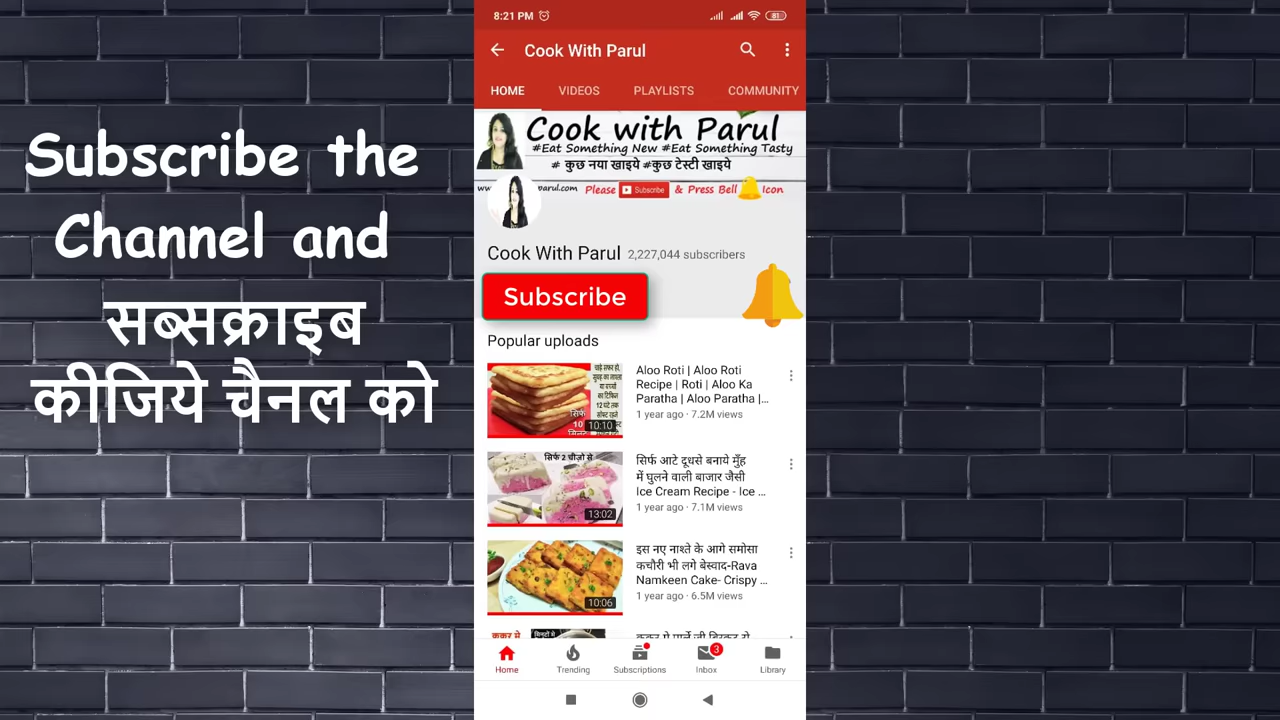 Subscribe the
Channel and
सब्सक्राइब
कीजिये चैनल को
8:21 PM
81
Cook With Parul
HOME VIDEOS PLAYLISTS COMMUNITY
Cook with Parul
#Eat Something New #Eat Something Tasty
# कुछ नया खाइये #कुछ टेस्टी खाइये
Please Subscribe & Press Bell Icon
Cook With Parul 2,227,044 subscribers
Subscribe
Popular uploads
Aloo Roti | Aloo Roti
Recipe | Roti | Aloo Ka
Paratha | Aloo Paratha |...
1 year ago · 7.2M views
सिर्फ
10
10:10
सिर्फ 2 चीज़ो से
सिर्फ आटे दूधसे बनाये मुँह
में घुलने वाली बाजार जैसी
Ice Cream Recipe - Ice ...
1 year ago · 7.1M views
13:02
इस नए नाश्ते के आगे समोसा
कचौरी भी लगे बेस्वाद-Rava
Namkeen Cake- Crispy ...
1 year ago · 6.5M views
10:06
3
Home Trending Subscriptions Inbox Library